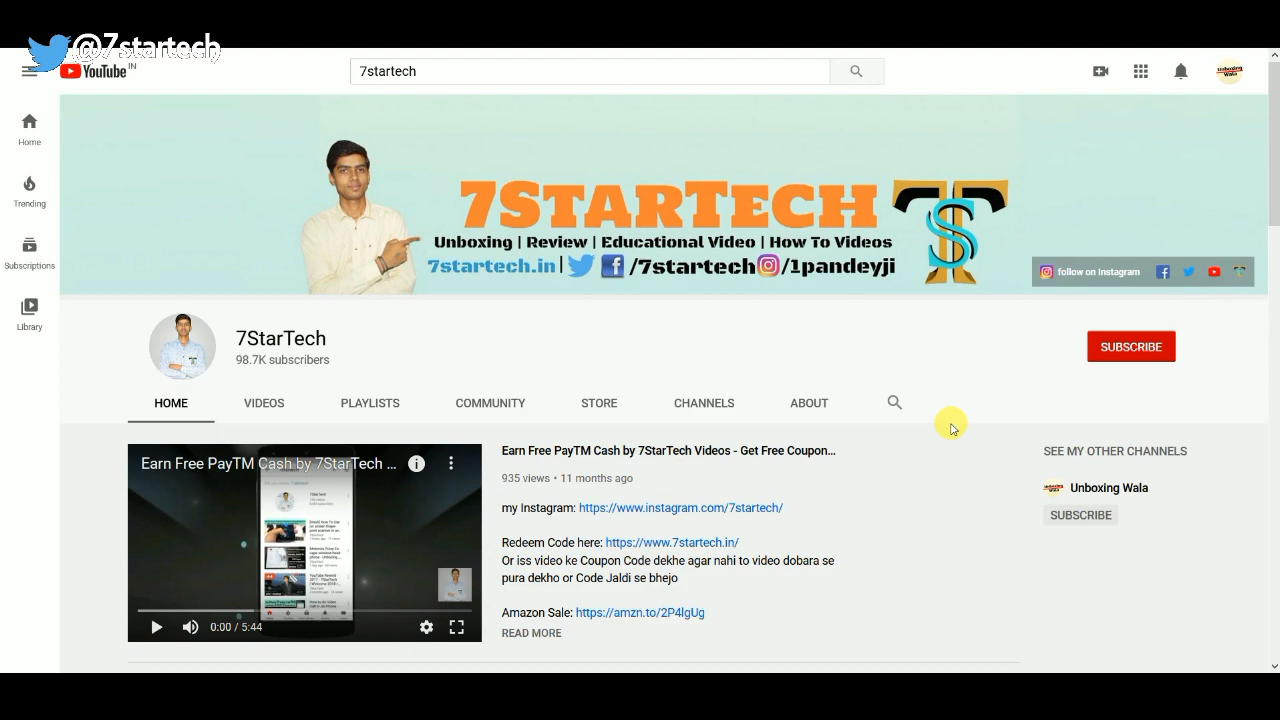 @7startech
YouTube IN
7startech
Unboxing Wala
Home
Trending
Subscriptions
Library
7STARTECH
Unboxing | Review | Educational Video | How To Videos
7startech.in| /7startech /1pandeyji
follow on Instagram
7StarTech
98.7K subscribers
SUBSCRIBE
HOME VIDEOS PLAYLISTS COMMUNITY STORE CHANNELS ABOUT
Earn Free PayTM Cash by 7StarTech ...
0:00 / 5:44
Earn Free PayTM Cash by 7StarTech Videos - Get Free Coupon...
935 views • 11 months ago
my Instagram: https://www.instagram.com/7startech/
Redeem Code here: https://www.7startech.in/
Or iss video ke Coupon Code dekhe agar nahi to video dobara se
pura dekho or Code Jaldi se bhejo
Amazon Sale: https://amzn.to/2P4lgUg
READ MORE
SEE MY OTHER CHANNELS
Unboxing Wala
SUBSCRIBE